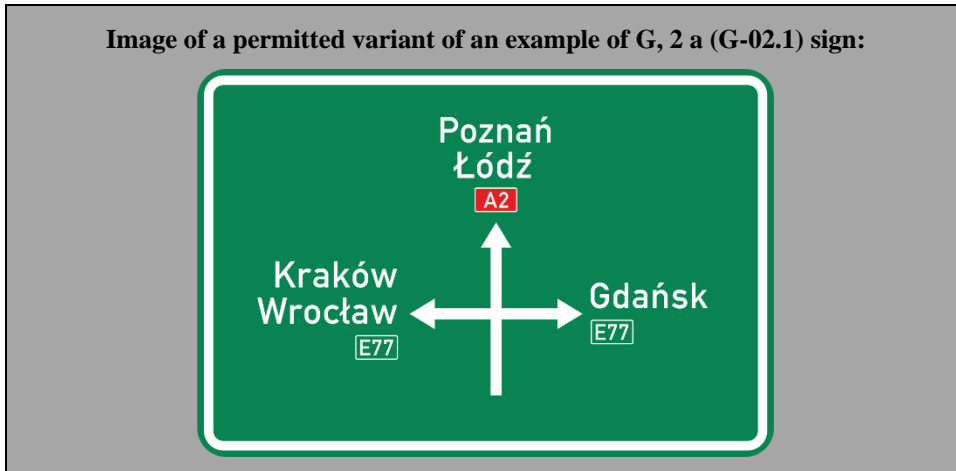 Image of a permitted variant of an example of G, 2 a (G-02.1) sign:
Poznań
Łódź
A2
Kraków
Wrocław
E77
Gdańsk
E77